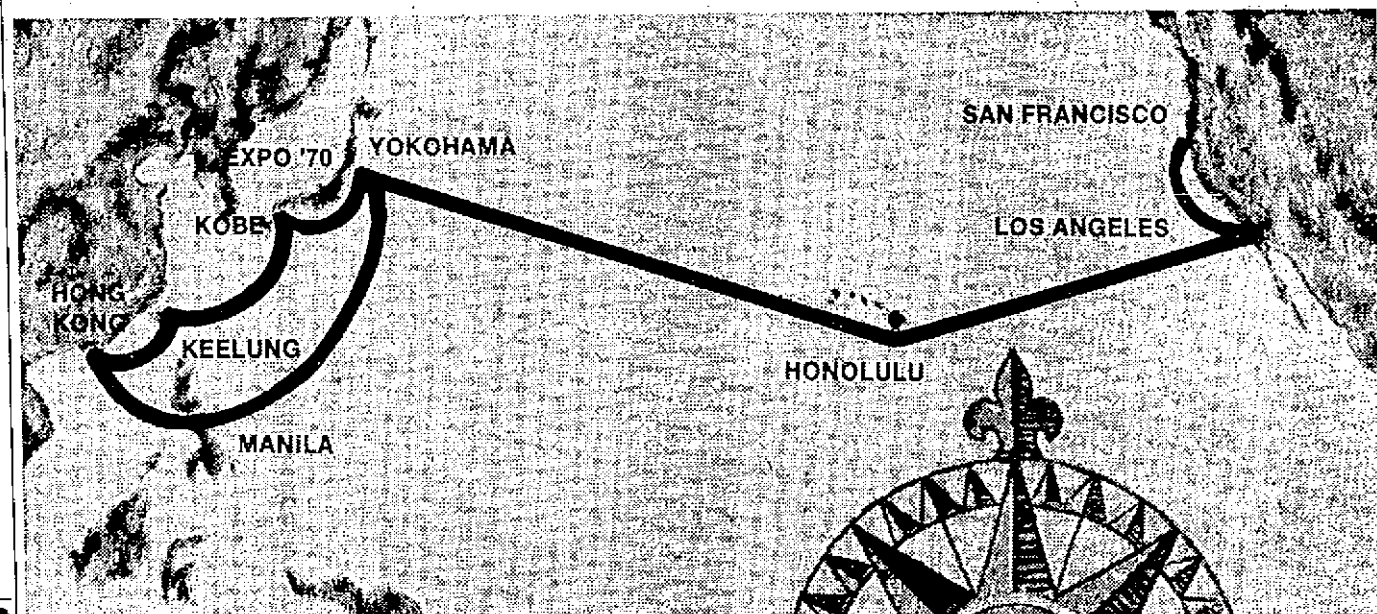 SAN FRANCISCO
EXPO '70
YOKOHAMA
KOBE
LOS ANGELES
HONG
KONG
KEELUNG
HONOLULU
MANILA